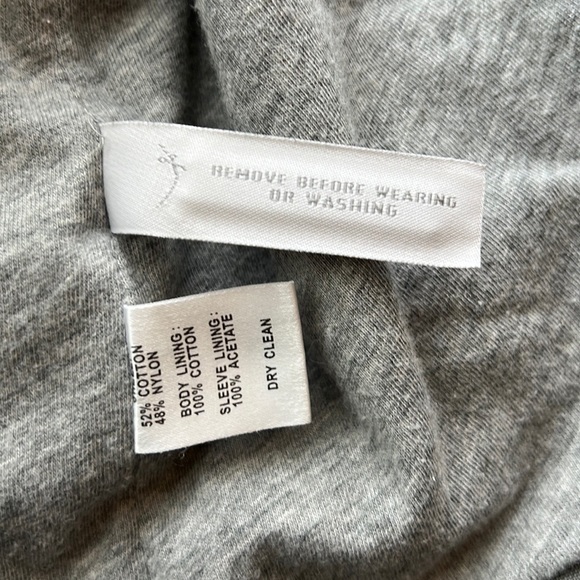 REMOVE BEFORE WEARING
OR WASHING
52% COTTON
48% NYLON
BODY LINING:
100% COTTON
SLEEVE LINING:
100% ACETATE
DRY CLEAN